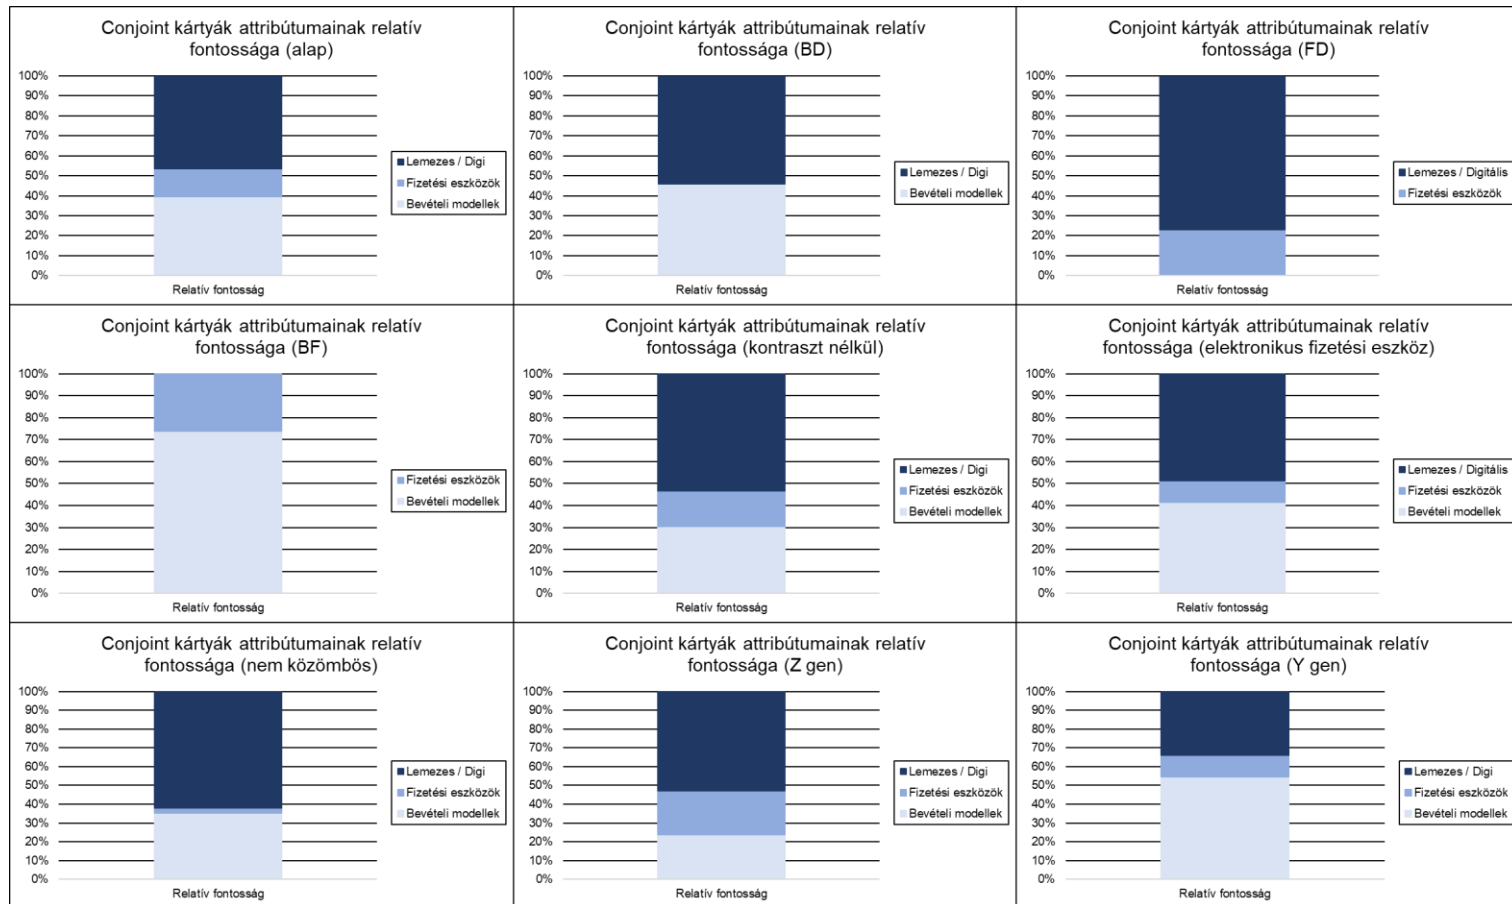 Conjoint kártyák attribútumainak relatív
fontossága (alap)
100%
90%
80%
70%
60%
50%
40%
30%
20%
10%
0%
Relatív fontosság
Lemezes / Digi
Fizetési eszközök
Bevételi modellek
Conjoint kártyák attribútumainak relatív
fontossága (BD)
100%
90%
80%
70%
60%
50%
40%
30%
20%
10%
0%
Relatív fontosság
Lemezes / Digi
Bevételi modellek
Conjoint kártyák attribútumainak relatív
fontossága (FD)
100%
90%
80%
70%
60%
50%
40%
30%
20%
10%
0%
Relatív fontosság
Lemezes / Digitális
Fizetési eszközök
Conjoint kártyák attribútumainak relatív
fontossága (BF)
100%
90%
80%
70%
60%
50%
40%
30%
20%
10%
0%
Relatív fontosság
Fizetési eszközök
Bevételi modellek
Conjoint kártyák attribútumainak relatív
fontossága (kontraszt nélkül)
100%
90%
80%
70%
60%
50%
40%
30%
20%
10%
0%
Relatív fontosság
Lemezes / Digi
Fizetési eszközök
Bevételi modellek
Conjoint kártyák attribútumainak relatív
fontossága (elektronikus fizetési eszköz)
100%
90%
80%
70%
60%
50%
40%
30%
20%
10%
0%
Relatív fontosság
Lemezes / Digitális
Fizetési eszközök
Bevételi modellek
Conjoint kártyák attribútumainak relatív
fontossága (nem közömbös)
100%
90%
80%
70%
60%
50%
40%
30%
20%
10%
0%
Relatív fontosság
Lemezes / Digi
Fizetési eszközök
Bevételi modellek
Conjoint kártyák attribútumainak relatív
fontossága (Z gen)
100%
90%
80%
70%
60%
50%
40%
30%
20%
10%
0%
Relatív fontosság
Lemezes / Digi
Fizetési eszközök
Bevételi modellek
Conjoint kártyák attribútumainak relatív
fontossága (Y gen)
100%
90%
80%
70%
60%
50%
40%
30%
20%
10%
0%
Relatív fontosság
Lemezes / Digi
Fizetési eszközök
Bevételi modellek